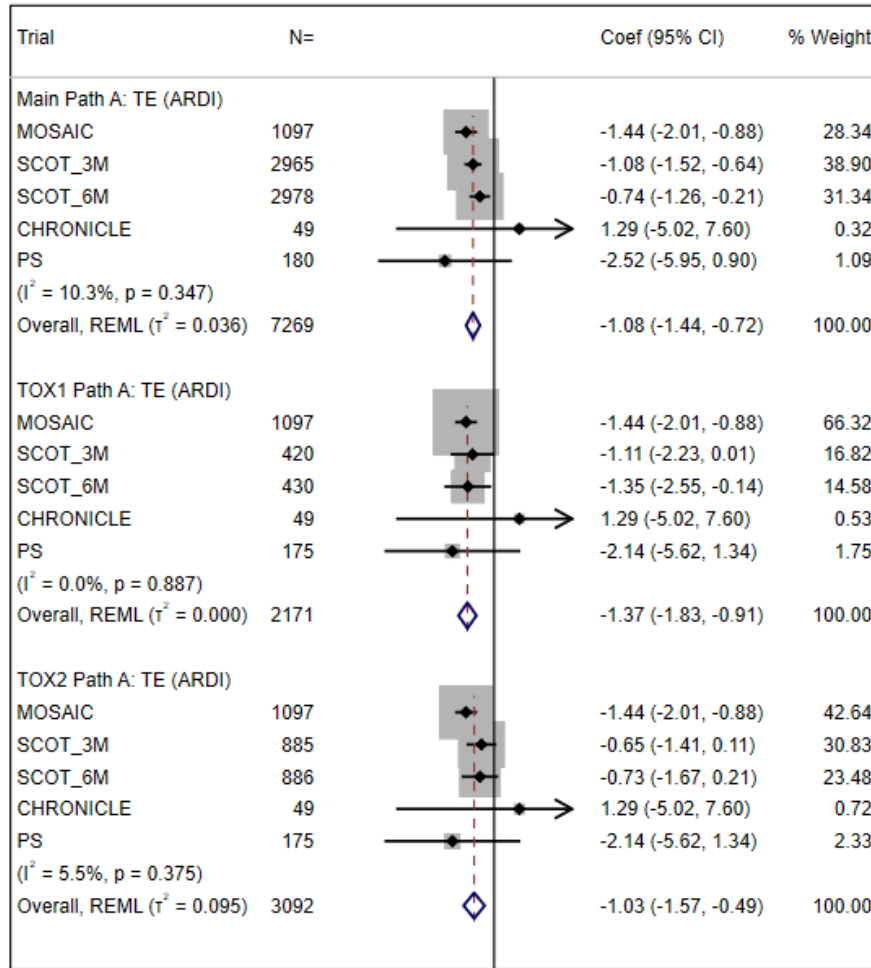 Trial N= Coef (95% CI) % Weight
Main Path A: TE (ARDI)
MOSAIC 1097 -1.44 (-2.01, -0.88) 28.34
SCOT_3M 2965 -1.08 (-1.52, -0.64) 38.90
SCOT_6M 2978 -0.74 (-1.26, -0.21) 31.34
CHRONICLE 49 1.29 (-5.02, 7.60) 0.32
PS 180 -2.52 (-5.95, 0.90) 1.09
(I² = 10.3%, p = 0.347)
Overall, REML (τ² = 0.036) 7269 -1.08 (-1.44, -0.72) 100.00
TOX1 Path A: TE (ARDI)
MOSAIC 1097 -1.44 (-2.01, -0.88) 66.32
SCOT_3M 420 -1.11 (-2.23, 0.01) 16.82
SCOT_6M 430 -1.35 (-2.55, -0.14) 14.58
CHRONICLE 49 1.29 (-5.02, 7.60) 0.53
PS 175 -2.14 (-5.62, 1.34) 1.75
(I² = 0.0%, p = 0.887)
Overall, REML (τ² = 0.000) 2171 -1.37 (-1.83, -0.91) 100.00
TOX2 Path A: TE (ARDI)
MOSAIC 1097 -1.44 (-2.01, -0.88) 42.64
SCOT_3M 885 -0.65 (-1.41, 0.11) 30.83
SCOT_6M 886 -0.73 (-1.67, 0.21) 23.48
CHRONICLE 49 1.29 (-5.02, 7.60) 0.72
PS 175 -2.14 (-5.62, 1.34) 2.33
(I² = 5.5%, p = 0.375)
Overall, REML (τ² = 0.095) 3092 -1.03 (-1.57, -0.49) 100.00